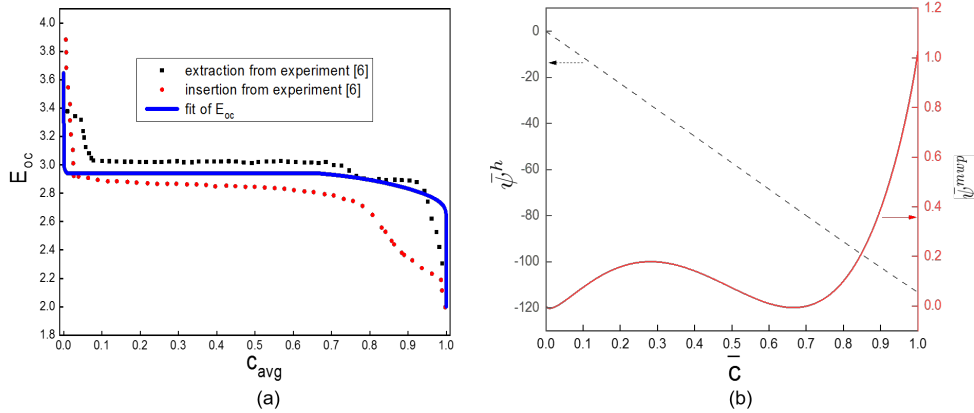 4.0
3.8
3.6
3.4
3.2
3.0
2.8
2.6
2.4
2.2
2.0
1.8
E_oc
extraction from experiment [6]
insertion from experiment [6]
fit of E_oc
0.0 0.1 0.2 0.3 0.4 0.5 0.6 0.7 0.8 0.9 1.0
c_avg
(a)
0
-20
-40
-60
-80
-100
-120
ψ̄^h
1.2
1.0
0.8
0.6
0.4
0.2
0.0
ψ̄^mwp
0.0 0.1 0.2 0.3 0.4 0.5 0.6 0.7 0.8 0.9 1.0
c̄
(b)